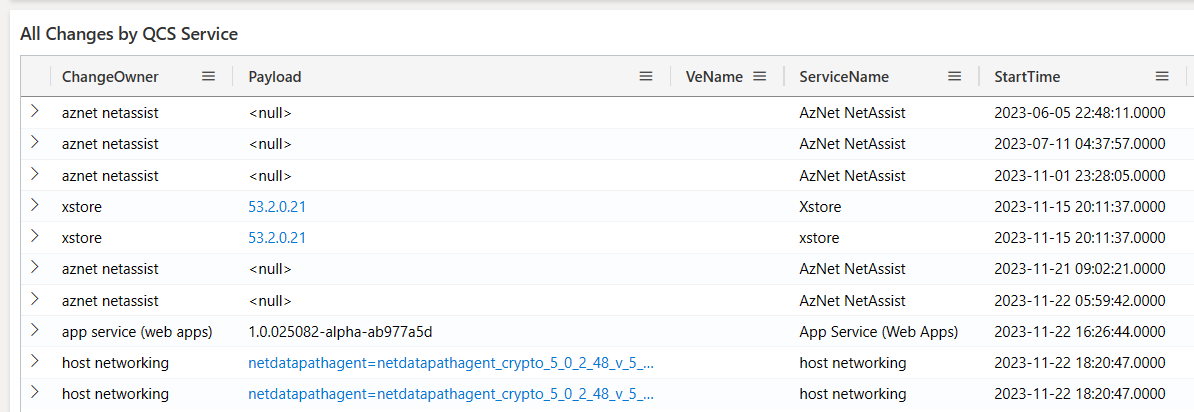 All Changes by QCS Service
ChangeOwner Payload VeName ServiceName StartTime
aznet netassist <null> AzNet NetAssist 2023-06-05 22:48:11.0000
aznet netassist <null> AzNet NetAssist 2023-07-11 04:37:57.0000
aznet netassist <null> AzNet NetAssist 2023-11-01 23:28:05.0000
xstore 53.2.0.21 Xstore 2023-11-15 20:11:37.0000
xstore 53.2.0.21 xstore 2023-11-15 20:11:37.0000
aznet netassist <null> AzNet NetAssist 2023-11-21 09:02:21.0000
aznet netassist <null> AzNet NetAssist 2023-11-22 05:59:42.0000
app service (web apps) 1.0.025082-alpha-ab977a5d App Service (Web Apps) 2023-11-22 16:26:44.0000
host networking netdatapathagent=netdatapathagent_crypto_5_0_2_48_v_5_... host networking 2023-11-22 18:20:47.0000
host networking netdatapathagent=netdatapathagent_crypto_5_0_2_48_v_5_... host networking 2023-11-22 18:20:47.0000